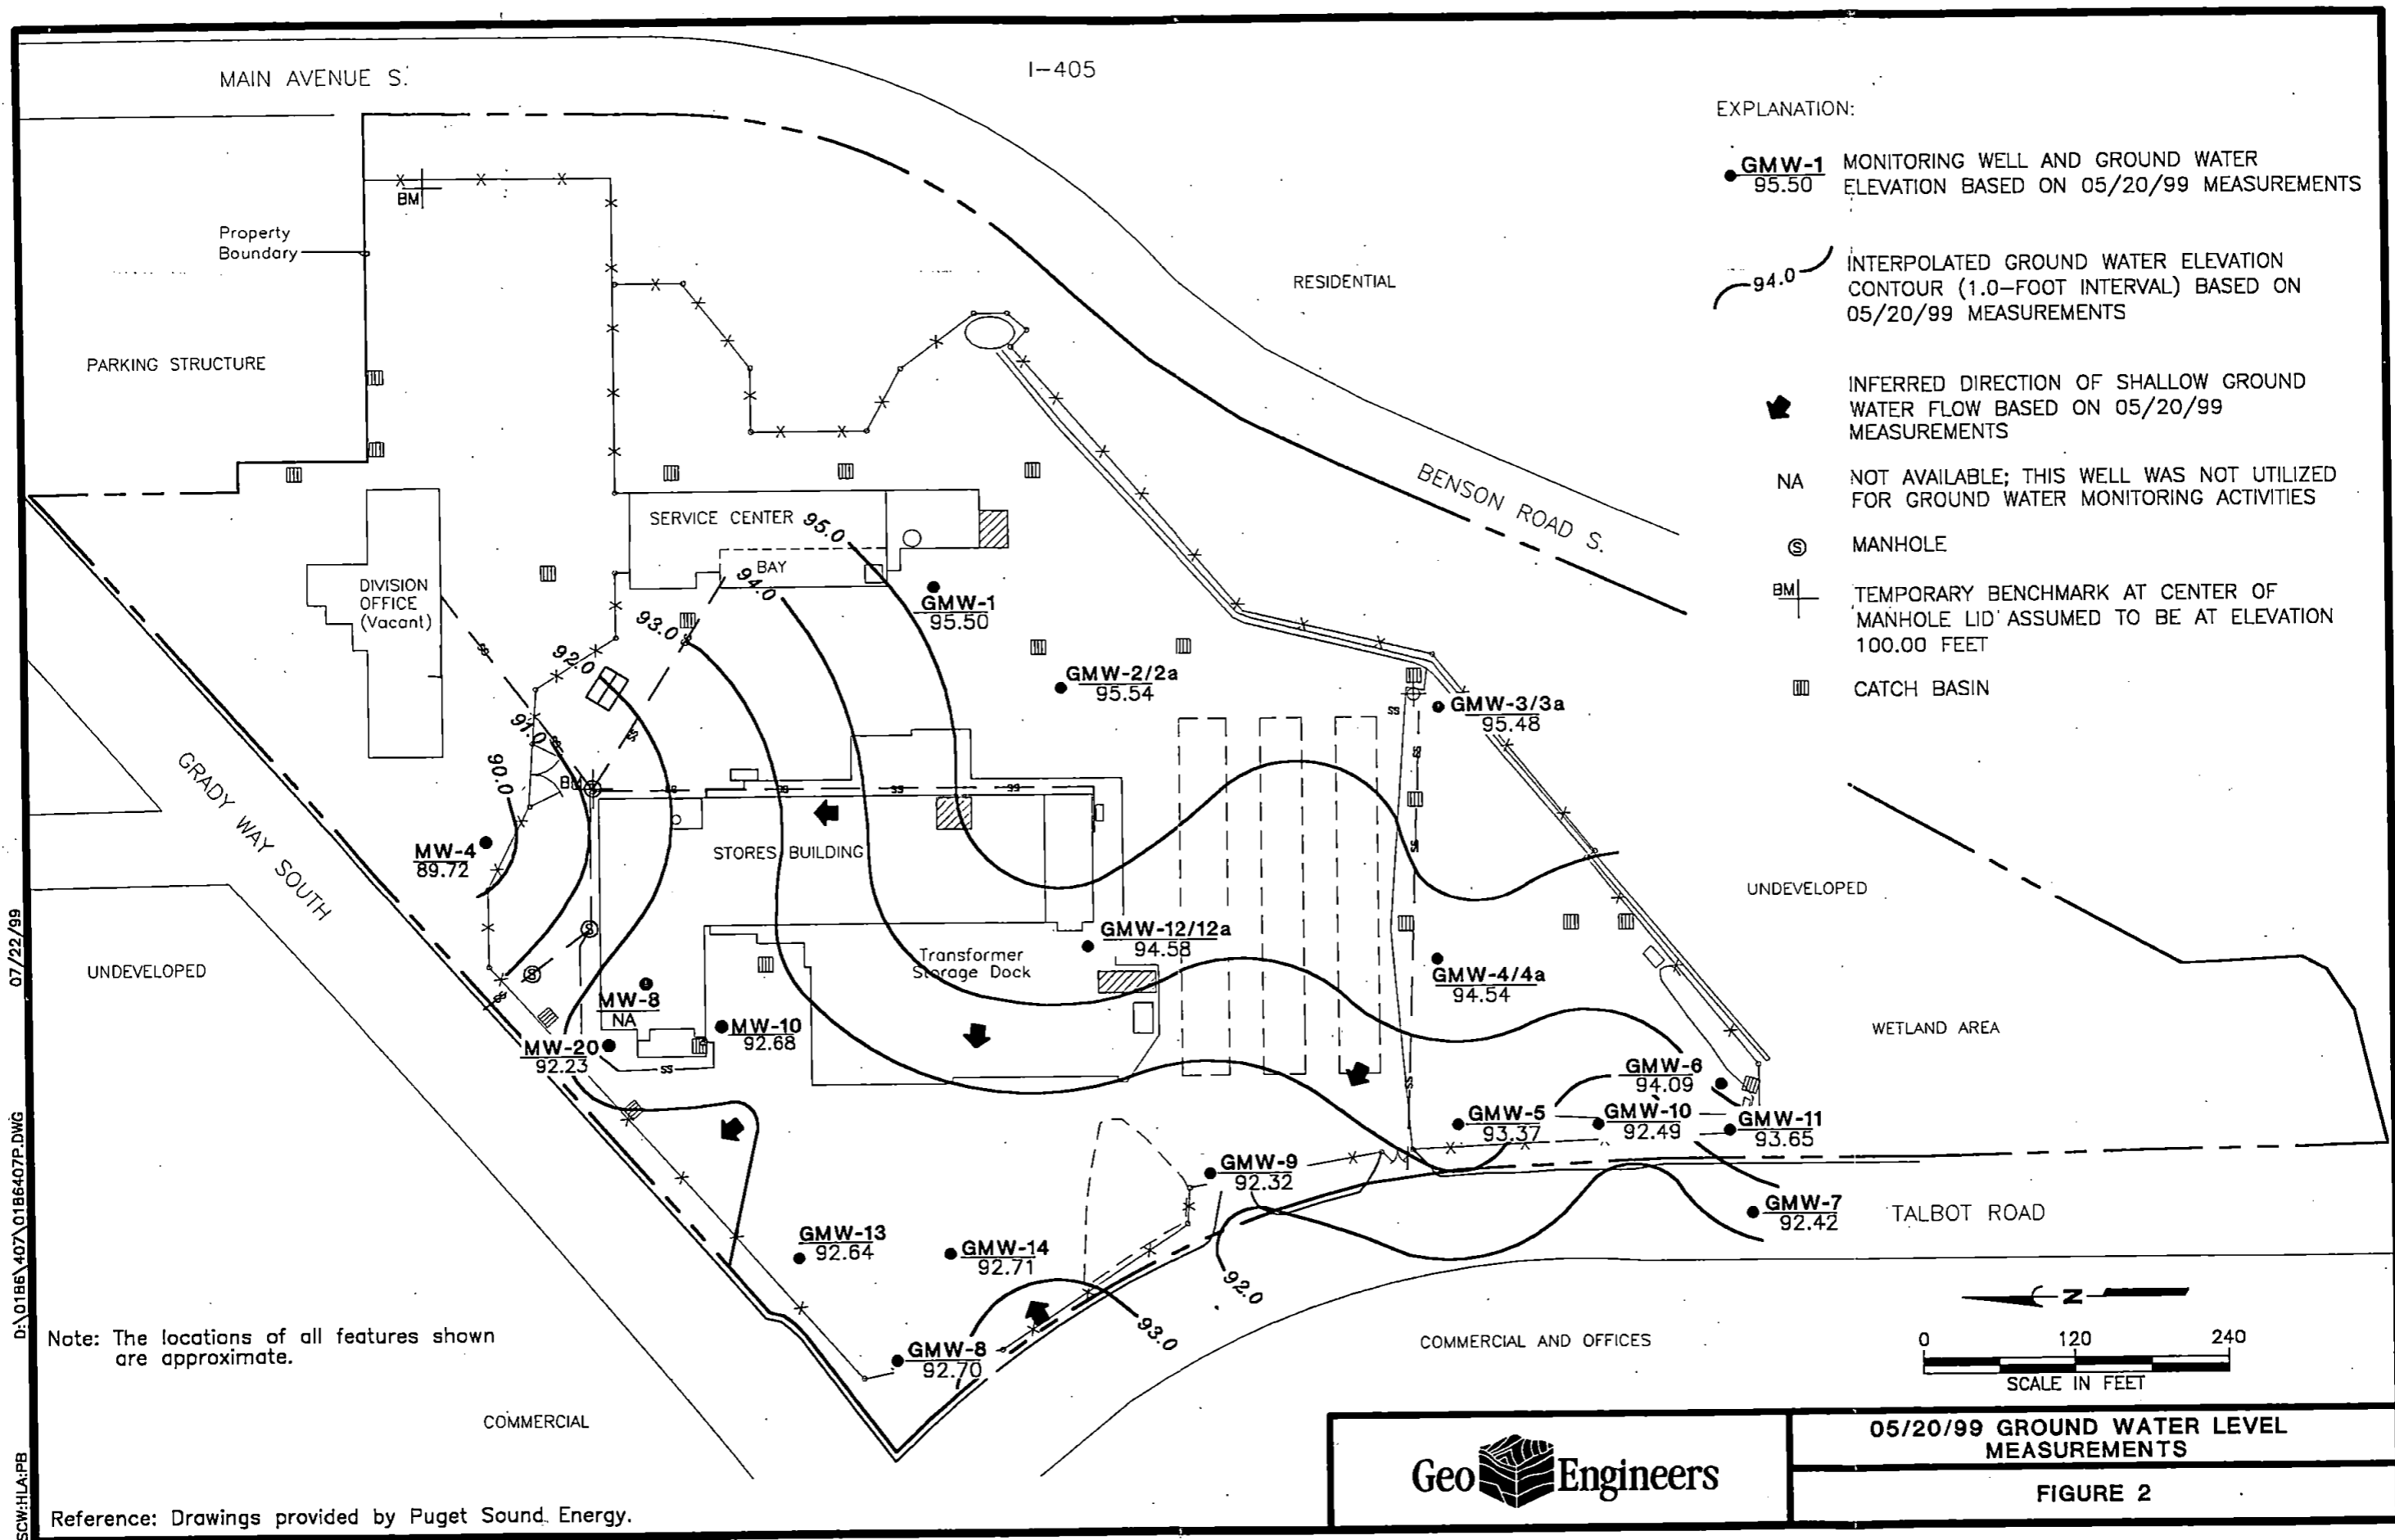 MAIN AVENUE S.
I-405
EXPLANATION:
GMW-1
95.50
MONITORING WELL AND GROUND WATER
ELEVATION BASED ON 05/20/99 MEASUREMENTS
94.0
INTERPOLATED GROUND WATER ELEVATION
CONTOUR (1.0-FOOT INTERVAL) BASED ON
05/20/99 MEASUREMENTS
INFERRED DIRECTION OF SHALLOW GROUND
WATER FLOW BASED ON 05/20/99
MEASUREMENTS
NA
NOT AVAILABLE; THIS WELL WAS NOT UTILIZED
FOR GROUND WATER MONITORING ACTIVITIES
S
MANHOLE
BM
TEMPORARY BENCHMARK AT CENTER OF
MANHOLE LID ASSUMED TO BE AT ELEVATION
100.00 FEET
CATCH BASIN
BM
Property
Boundary
PARKING STRUCTURE
RESIDENTIAL
BENSON ROAD S.
SERVICE CENTER
BAY
95.0
94.0
93.0
92.0
91.0
90.0
DIVISION
OFFICE
(Vacant)
GMW-1
95.50
GMW-2/2a
95.54
GMW-3/3a
95.48
GRADY WAY SOUTH
BM
MW-4
89.72
STORES BUILDING
UNDEVELOPED
UNDEVELOPED
Transformer
Storage Dock
GMW-12/12a
94.58
GMW-4/4a
94.54
MW-8
NA
MW-10
92.68
MW-20
92.23
WETLAND AREA
GMW-6
94.09
GMW-5
93.37
GMW-10
92.49
GMW-11
93.65
GMW-9
92.32
GMW-7
92.42
TALBOT ROAD
GMW-13
92.64
GMW-14
92.71
92.0
93.0
GMW-8
92.70
COMMERCIAL AND OFFICES
COMMERCIAL
N
0 120 240
SCALE IN FEET
Note: The locations of all features shown
are approximate.
Reference: Drawings provided by Puget Sound Energy.
07/22/99
D:\0186\407\0186407P.DWG
SCW:HLA:PB
Geo Engineers
05/20/99 GROUND WATER LEVEL
MEASUREMENTS
FIGURE 2